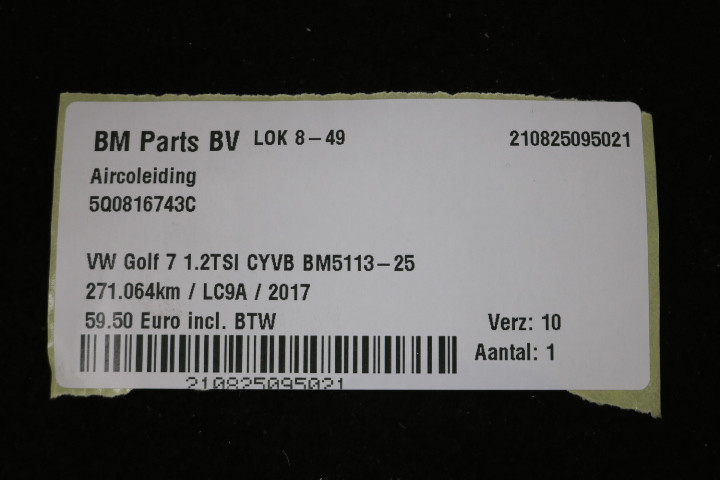 BM Parts BV LOK 8-49 210825095021
Aircoleiding
5Q0816743C
VW Golf 7 1.2TSI CYVB BM5113-25
271.064km / LC9A / 2017
59.50 Euro incl. BTW Verz: 10
Aantal: 1
210825095021